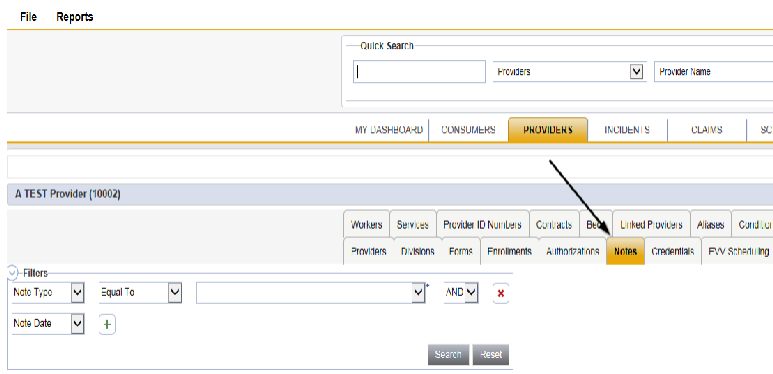 File Reports
Quick Search
Providers Provider Name
MY DASHBOARD CONSUMERS PROVIDERS INCIDENTS CLAIMS SC
A TEST Provider (10002)
Workers Services Provider ID Numbers Contracts Linked Providers Aliases Condition
Providers Divisions Forms Enrollments Authorizations Notes Credentials EVV Scheduling
Filters
Note Type Equal To * AND
Note Date
Search Reset